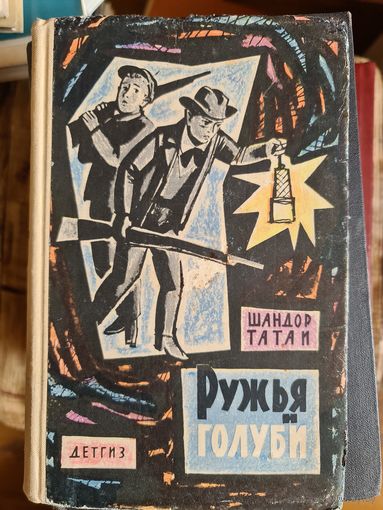 ШАНДОР
ТАТАИ
РУЖЬЯ
И
ГОЛУБИ
ДЕТГИЗ